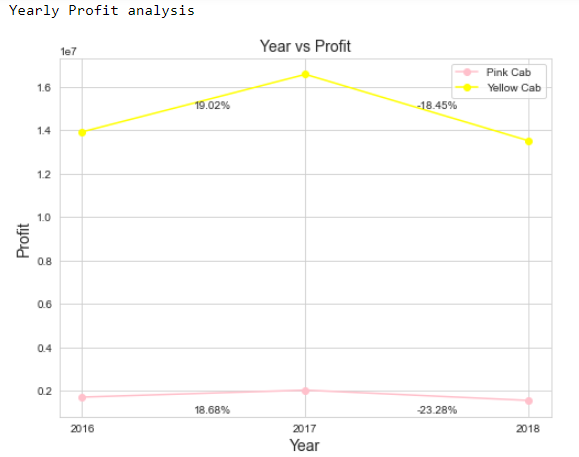 Yearly Profit analysis
Year vs Profit
1e7
Pink Cab
Yellow Cab
1.6
1.4
1.2
1.0
0.8
0.6
0.4
0.2
Profit
19.02%
-18.45%
18.68%
-23.28%
2016
2017
2018
Year